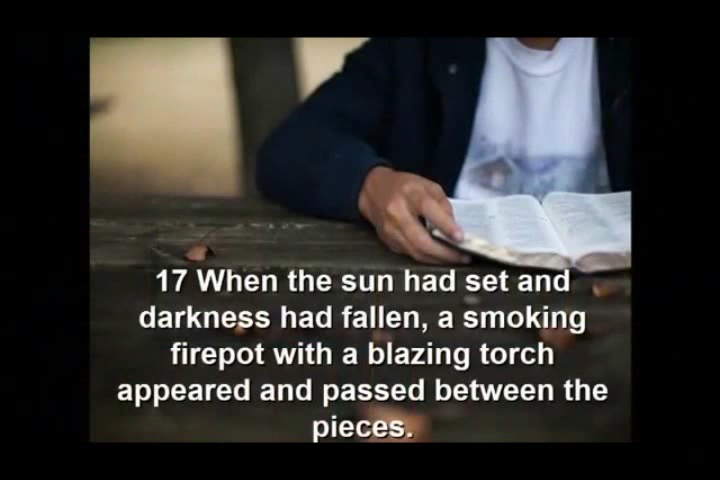 17 When the sun had set and
darkness had fallen, a smoking
firepot with a blazing torch
appeared and passed between the
pieces.